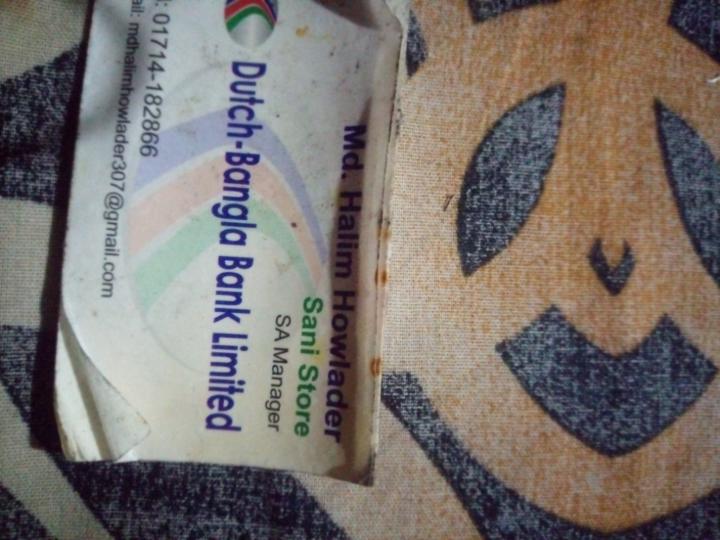 Md. Halim Howlader
Sani Store
SA Manager
Dutch-Bangla Bank Limited
: 01714-182866
ail: mdhalimhowlader307@gmail.com